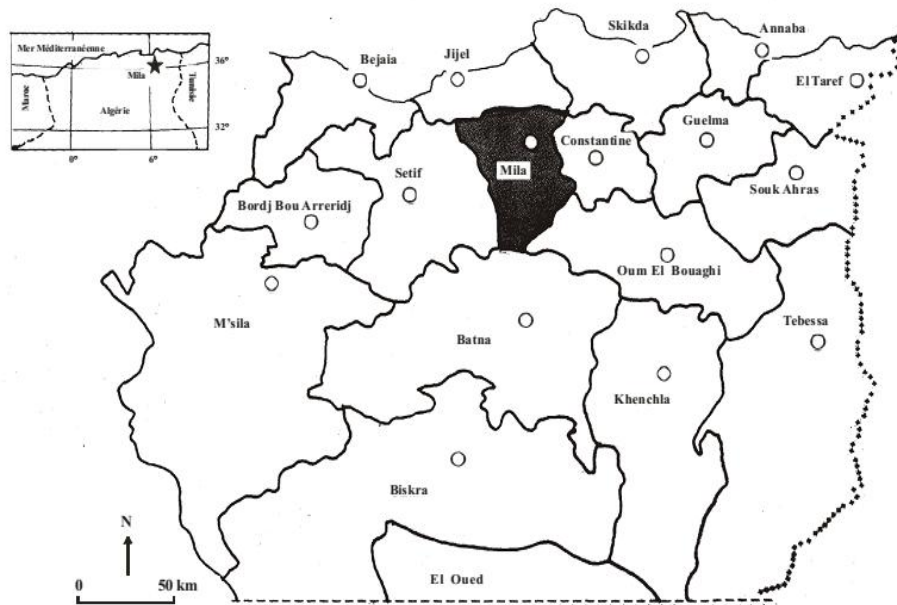 Mer Méditerranéenne
36°
Mila
Maroc
Tunisie
Algérie
32°
0°
6°
Skikda
Annaba
Bejaia
Jijel
El Taref
Guelma
Constantine
Setif
Mila
Souk Ahras
Bordj Bou Arreridj
Oum El Bouaghi
M'sila
Tebessa
Batna
Khenchla
Biskra
N
El Oued
0
50 km